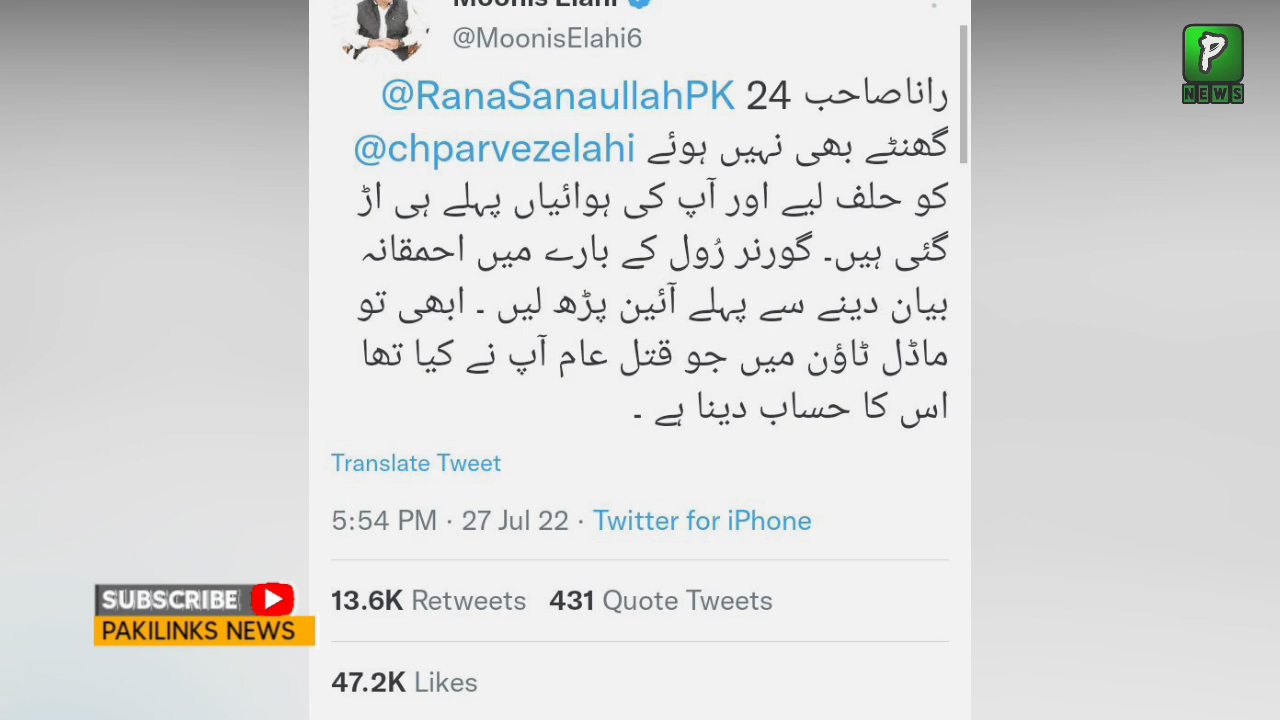 Moonis Elahi
@MoonisElahi6
راناصاحب 24 @RanaSanaullahPK
گھنٹے بھی نہیں ہوئے @chparvezelahi
کو حلف لیے اور آپ کی ہوائیاں پہلے ہی اڑ
گئی ہیں۔ گورنر رُول کے بارے میں احمقانہ
بیان دینے سے پہلے آئین پڑھ لیں ۔ ابھی تو
ماڈل ٹاؤن میں جو قتل عام آپ نے کیا تھا
اس کا حساب دینا ہے ۔
Translate Tweet
5:54 PM · 27 Jul 22 · Twitter for iPhone
13.6K Retweets 431 Quote Tweets
47.2K Likes
SUBSCRIBE
PAKILINKS NEWS
P
NEWS